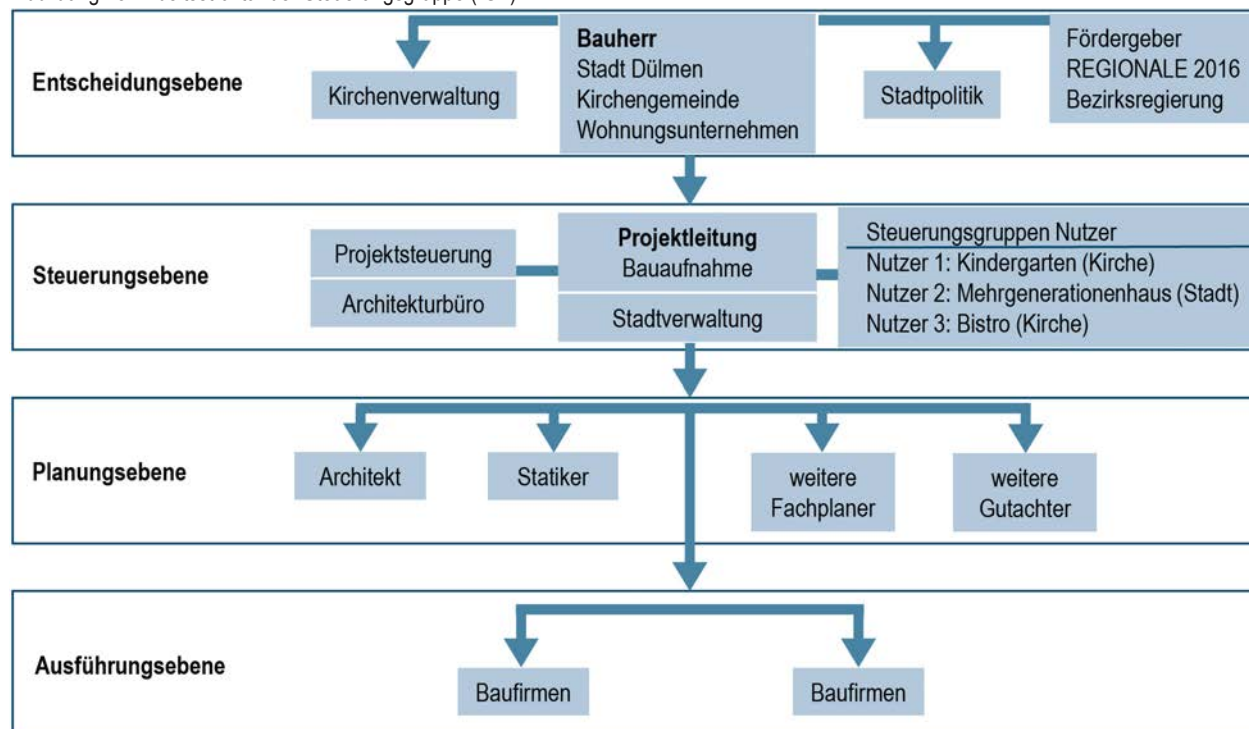 Entscheidungsebene
Kirchenverwaltung
Bauherr
Stadt Dülmen
Kirchengemeinde
Wohnungsunternehmen
Stadtpolitik
Fördergeber
REGIONALE 2016
Bezirksregierung
Steuerungsebene
Projektsteuerung
Architekturbüro
Projektleitung
Bauaufnahme
Stadtverwaltung
Steuerungsgruppen Nutzer
Nutzer 1: Kindergarten (Kirche)
Nutzer 2: Mehrgenerationenhaus (Stadt)
Nutzer 3: Bistro (Kirche)
Planungsebene
Architekt
Statiker
weitere
Fachplaner
weitere
Gutachter
Ausführungsebene
Baufirmen
Baufirmen